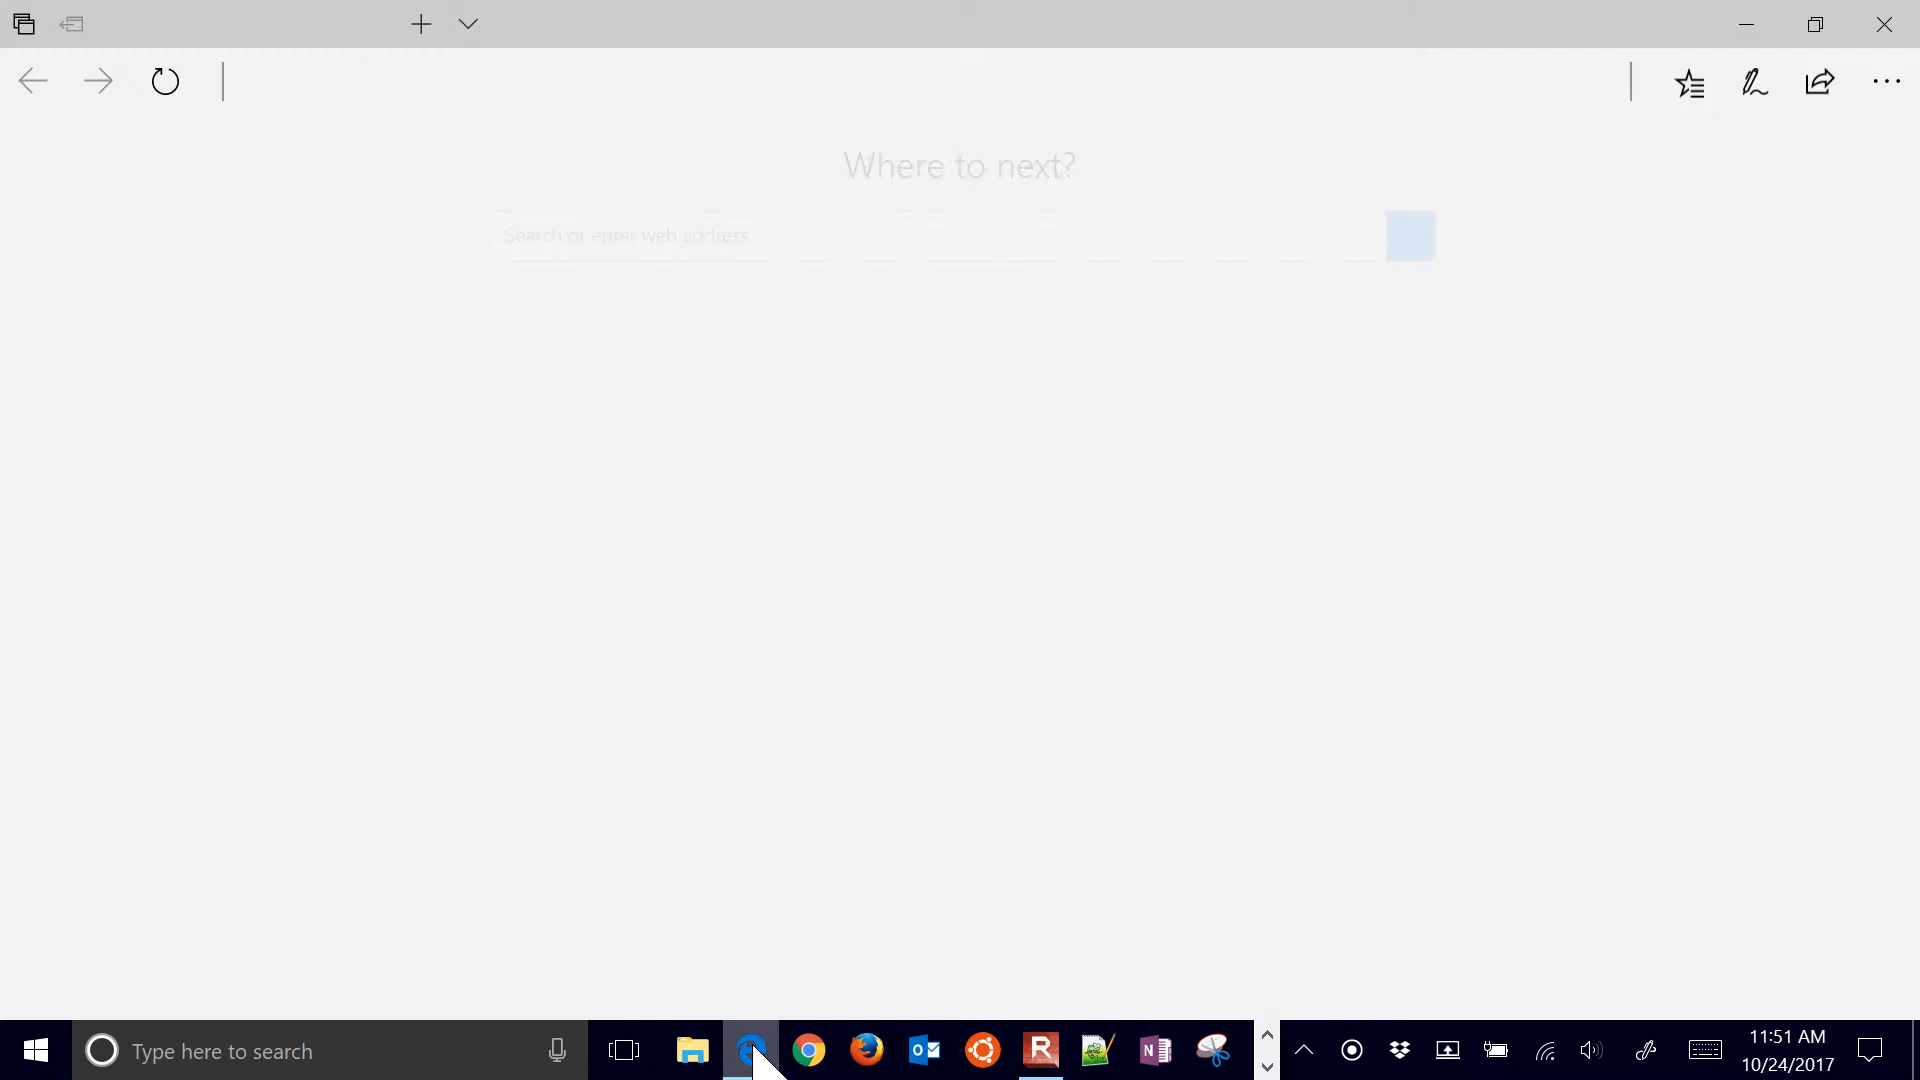 Where to next?
Search or enter web address
Type here to search
11:51 AM
10/24/2017